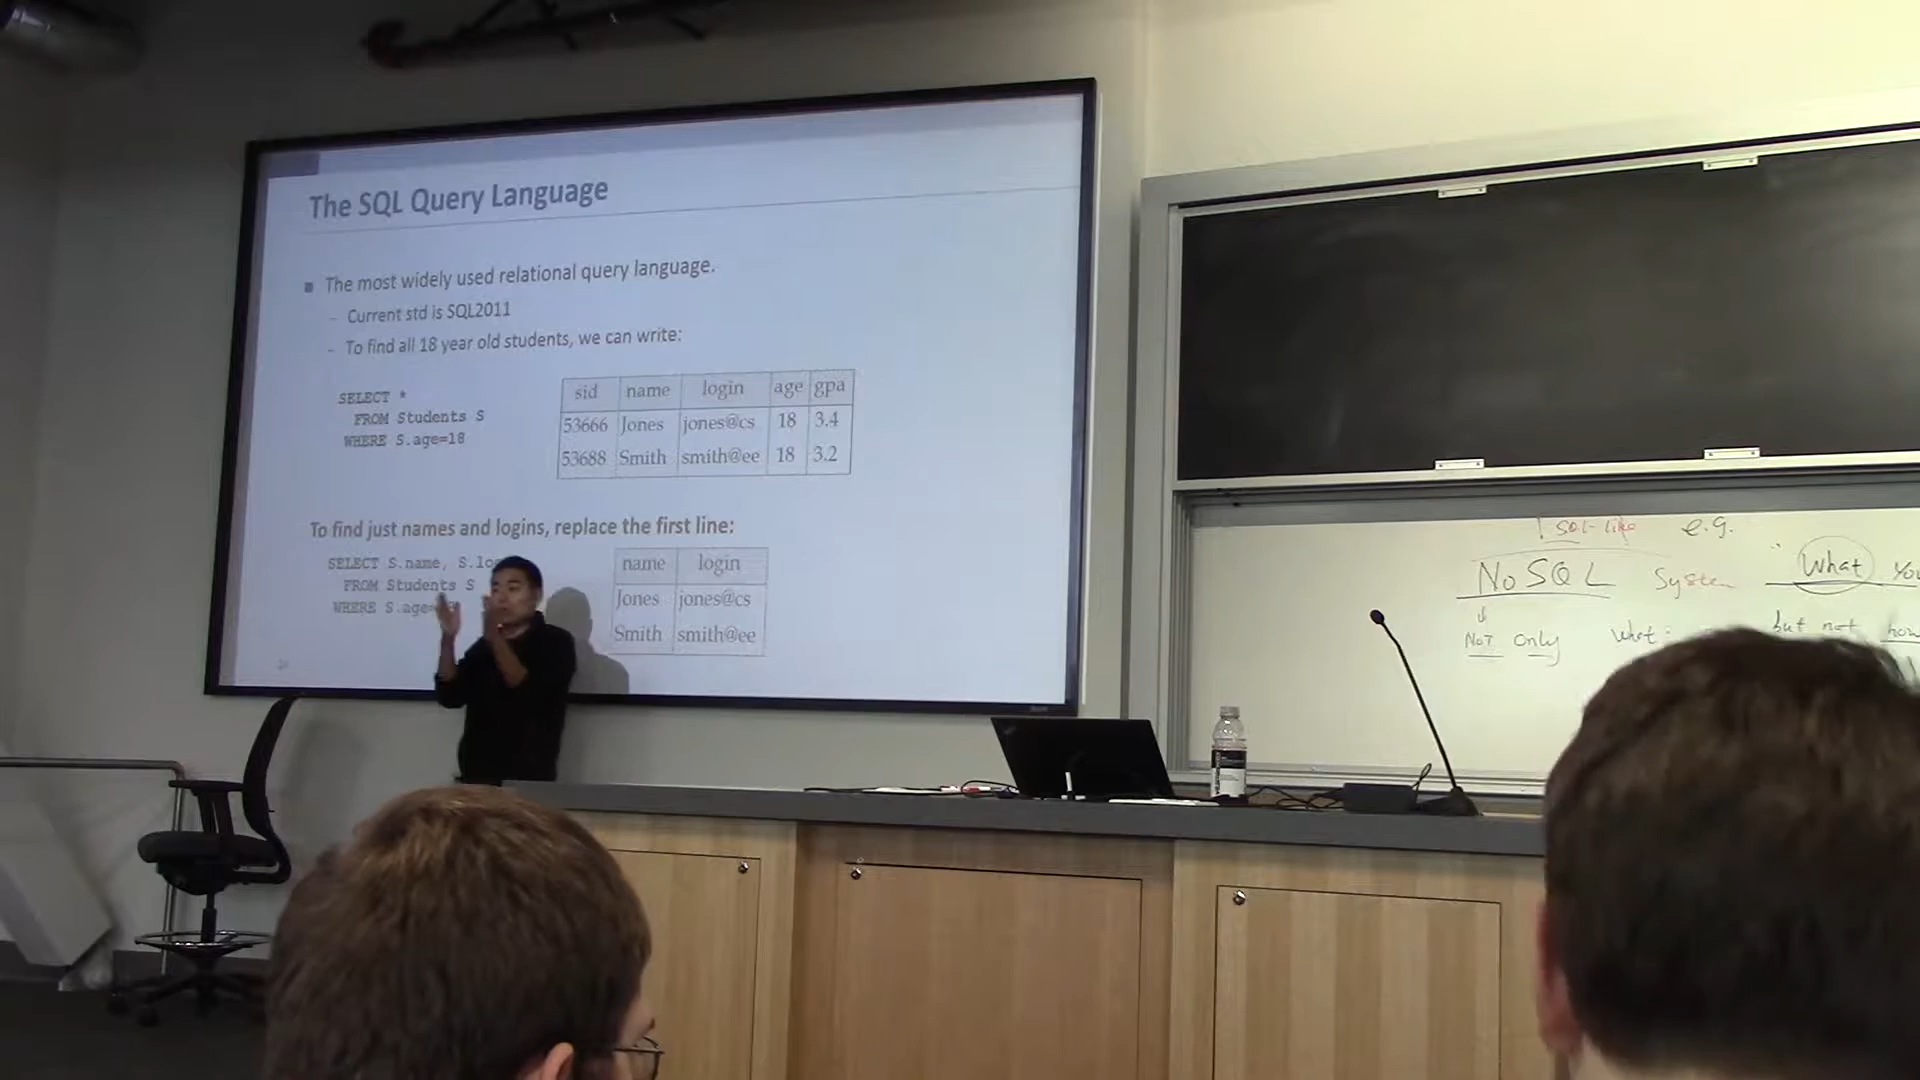 The SQL Query Language
The most widely used relational query language.
– Current std is SQL2011
– To find all 18 year old students, we can write:
SELECT *
FROM Students S
WHERE S.age=18
sid name login age gpa
53666 Jones jones@cs 18 3.4
53688 Smith smith@ee 18 3.2
To find just names and logins, replace the first line:
SELECT S.name, S.lo
FROM Students S
WHERE S.age=
name login
Jones jones@cs
Smith smith@ee
SQL-like e.g.
NoSQL System What you
Not Only What: but not how